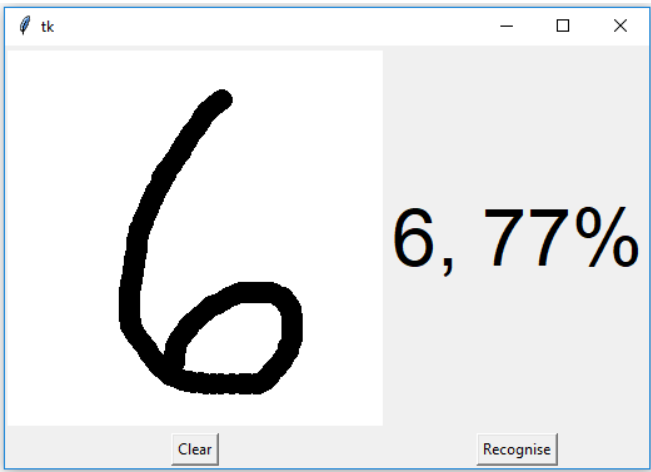 tk
6
6, 77%
Clear
Recognise